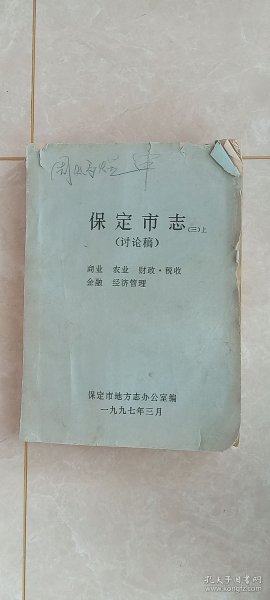 保定市志(三)上
(讨论稿)
商业 农业 财政·税收
金融 经济管理
保定市地方志办公室编
一九九七年三月
孔夫子旧书网